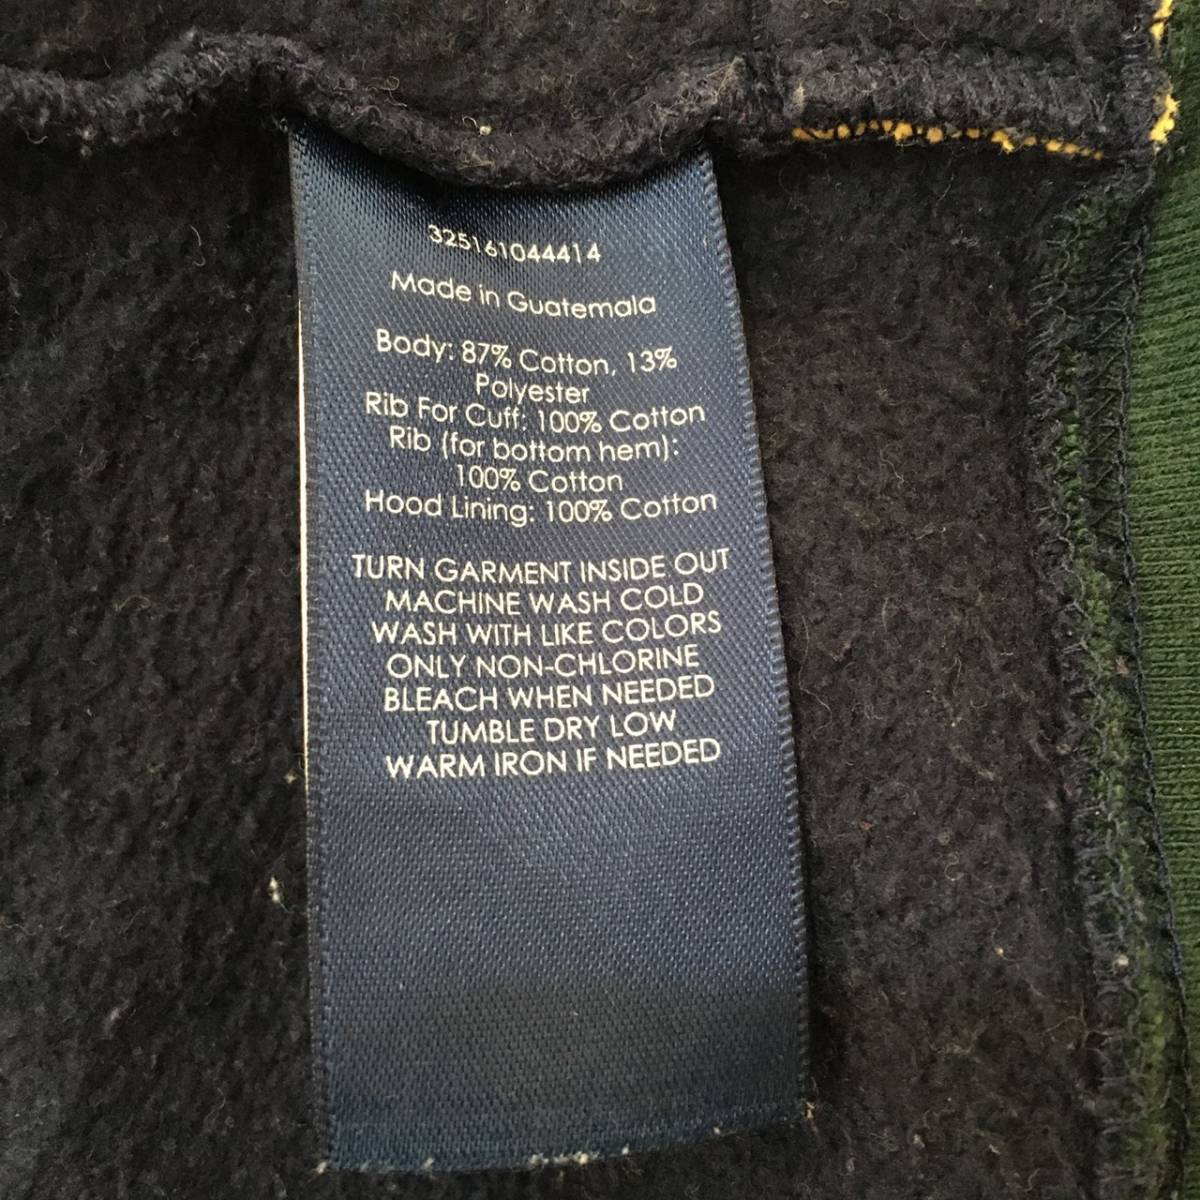 325161044414
Made in Guatemala
Body: 87% Cotton, 13%
Polyester
Rib For Cuff: 100% Cotton
Rib (for bottom hem):
100% Cotton
Hood Lining: 100% Cotton
TURN GARMENT INSIDE OUT
MACHINE WASH COLD
WASH WITH LIKE COLORS
ONLY NON-CHLORINE
BLEACH WHEN NEEDED
TUMBLE DRY LOW
WARM IRON IF NEEDED